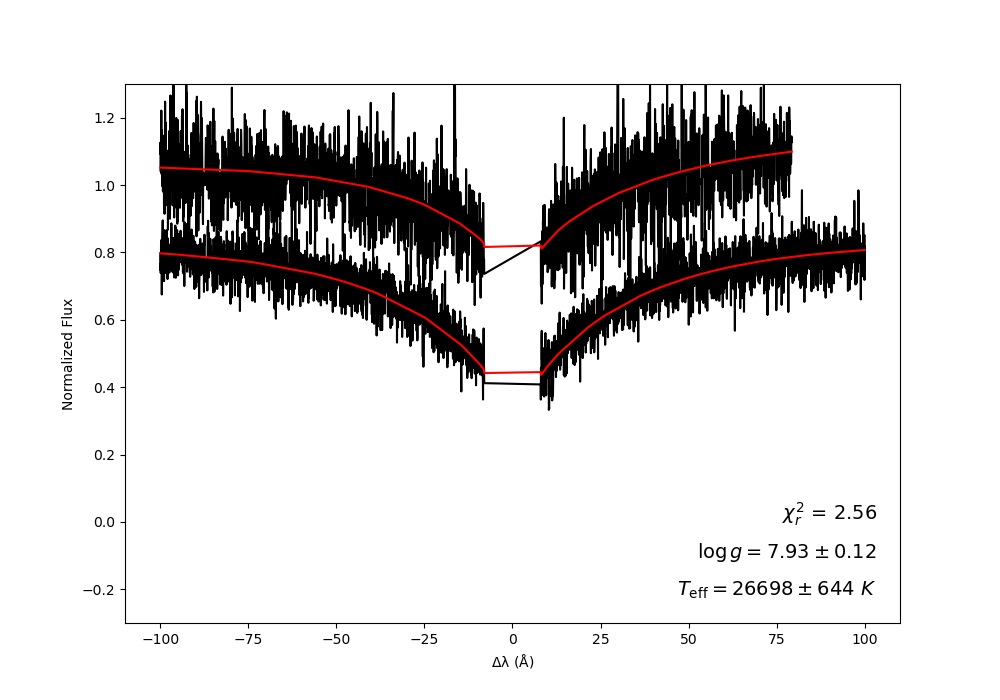 1.2
1.0
0.8
0.6
0.4
0.2
0.0
−0.2
Normalized Flux
χ²ᵣ = 2.56
log g = 7.93 ± 0.12
T_eff = 26698 ± 644 K
−100 −75 −50 −25 0 25 50 75 100
Δλ (Å)